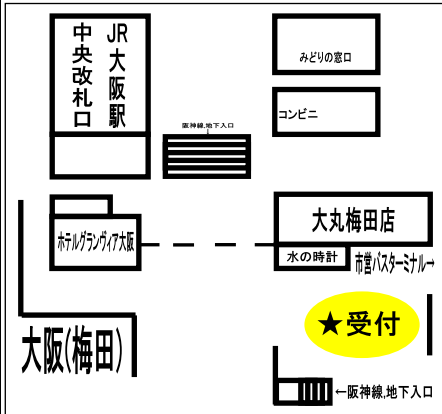 JR大阪駅
中央改札口
みどりの窓口
コンビニ
阪神線,地下入口
ホテルグランヴィア大阪
大丸梅田店
水の時計
市営バスターミナル→
★受付
大阪(梅田)
←阪神線,地下入口